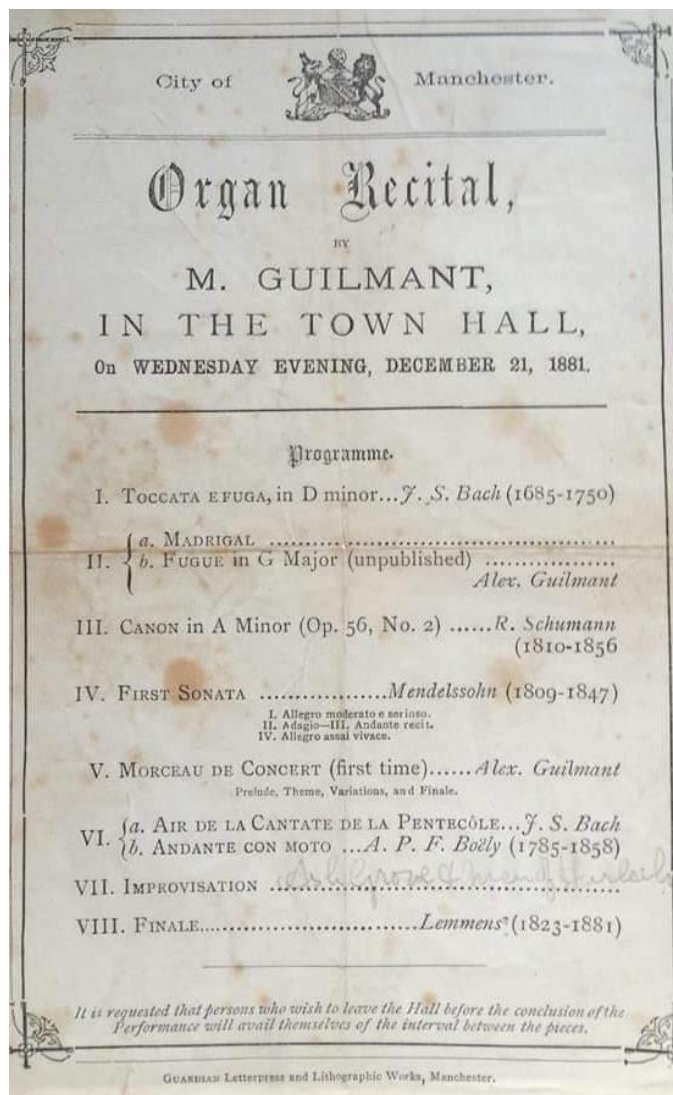 City of Manchester.
Organ Recital,
BY
M. GUILMANT,
IN THE TOWN HALL,
On WEDNESDAY EVENING, DECEMBER 21, 1881.
Programme.
I. TOCCATA E FUGA, in D minor...J. S. Bach (1685-1750)
a. MADRIGAL ..........................................
II. b. FUGUE in G Major (unpublished) ..................
Alex. Guilmant
III. CANON in A Minor (Op. 56, No. 2) ......R. Schumann
(1810-1856
IV. FIRST SONATA ..................Mendelssohn (1809-1847)
I. Allegro moderato e serioso.
II. Adagio—III. Andante recit.
IV. Allegro assai vivace.
V. MORCEAU DE CONCERT (first time)......Alex. Guilmant
Prelude, Theme, Variations, and Finale.
VI. a. AIR DE LA CANTATE DE LA PENTECÔLE...J. S. Bach
b. ANDANTE CON MOTO ...A. P. F. Boëly (1785-1858)
Ash Grove & Men of Harlech
VII. IMPROVISATION ..........................................
VIII. FINALE..............................Lemmens (1823-1881)
It is requested that persons who wish to leave the Hall before the conclusion of the
Performance will avail themselves of the interval between the pieces.
GUARDIAN Letterpress and Lithographic Works, Manchester.